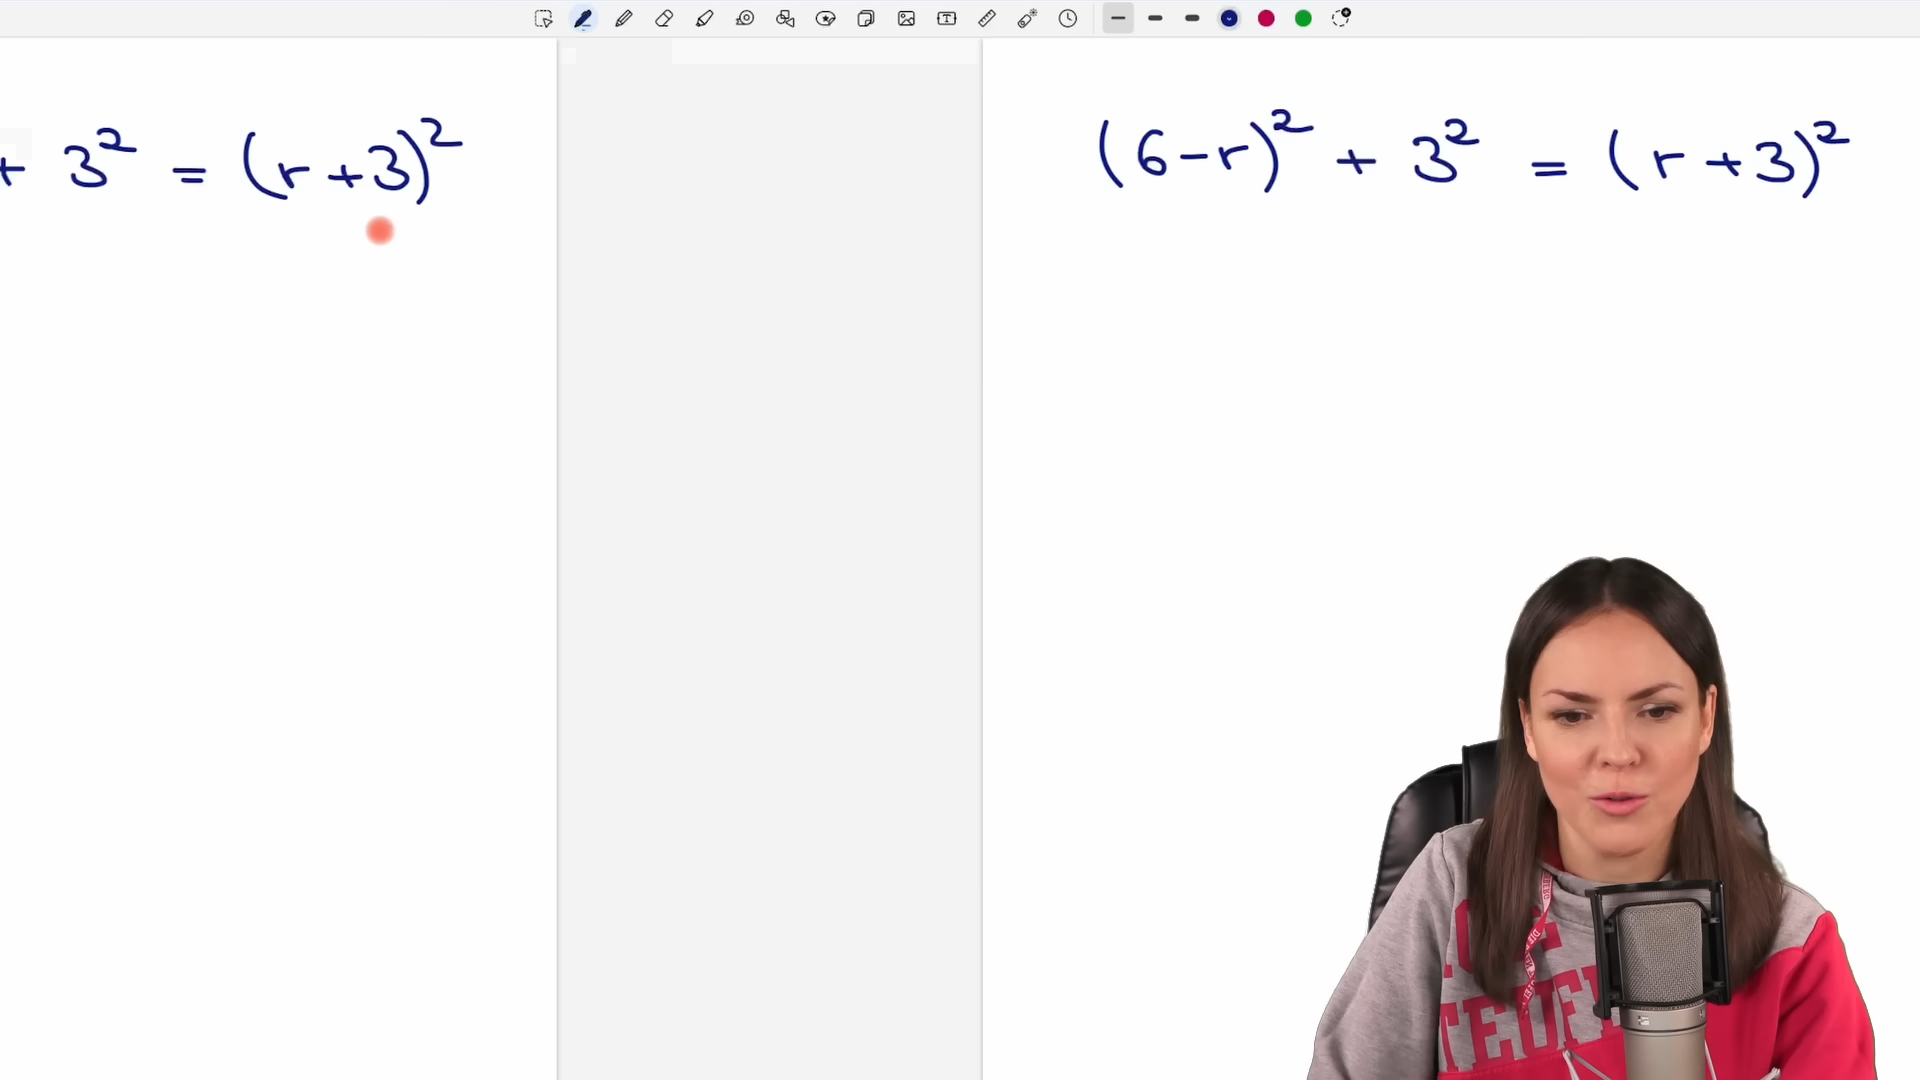 + 3² = (r+3)²
(6-r)² + 3² = (r+3)²